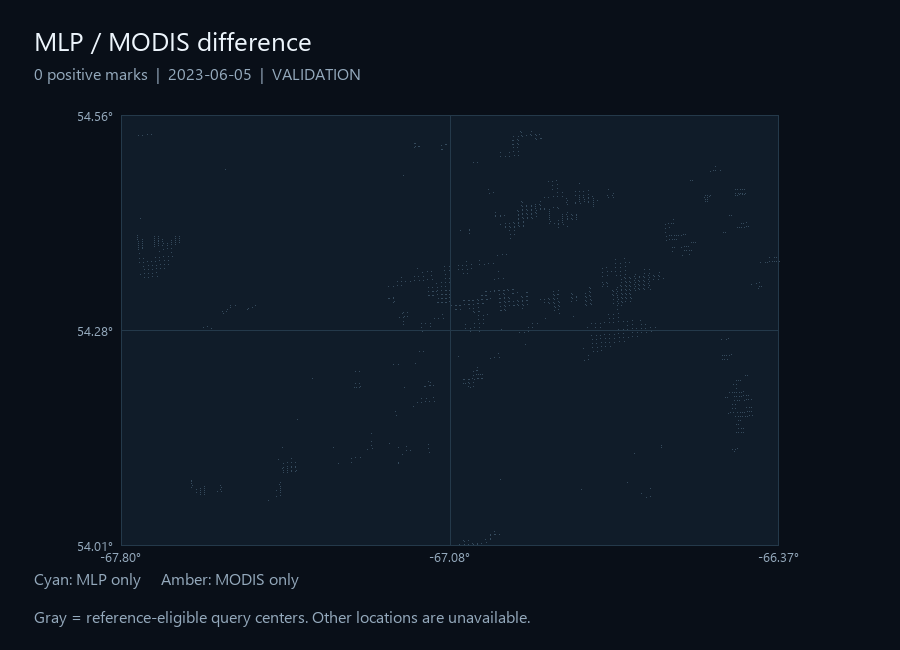 MLP / MODIS difference
0 positive marks | 2023-06-05 | VALIDATION
54.56°
54.28°
54.01°
-67.80° -67.08° -66.37°
Cyan: MLP only Amber: MODIS only
Gray = reference-eligible query centers. Other locations are unavailable.